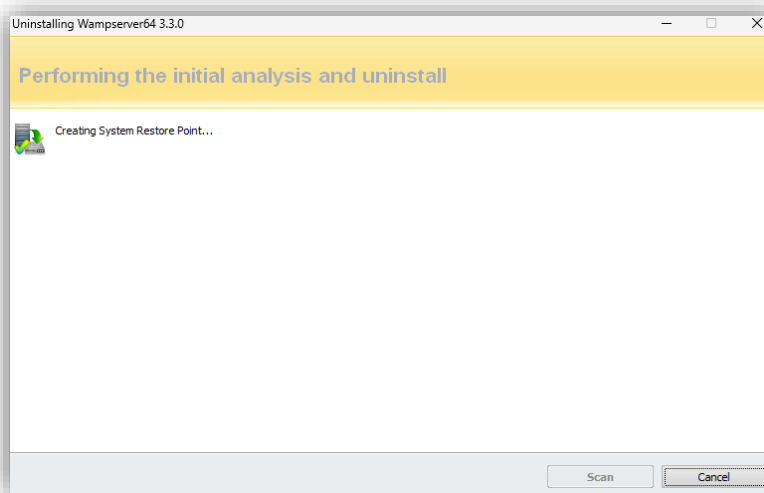 Uninstalling Wampserver64 3.3.0
Performing the initial analysis and uninstall
Creating System Restore Point...
Scan
Cancel